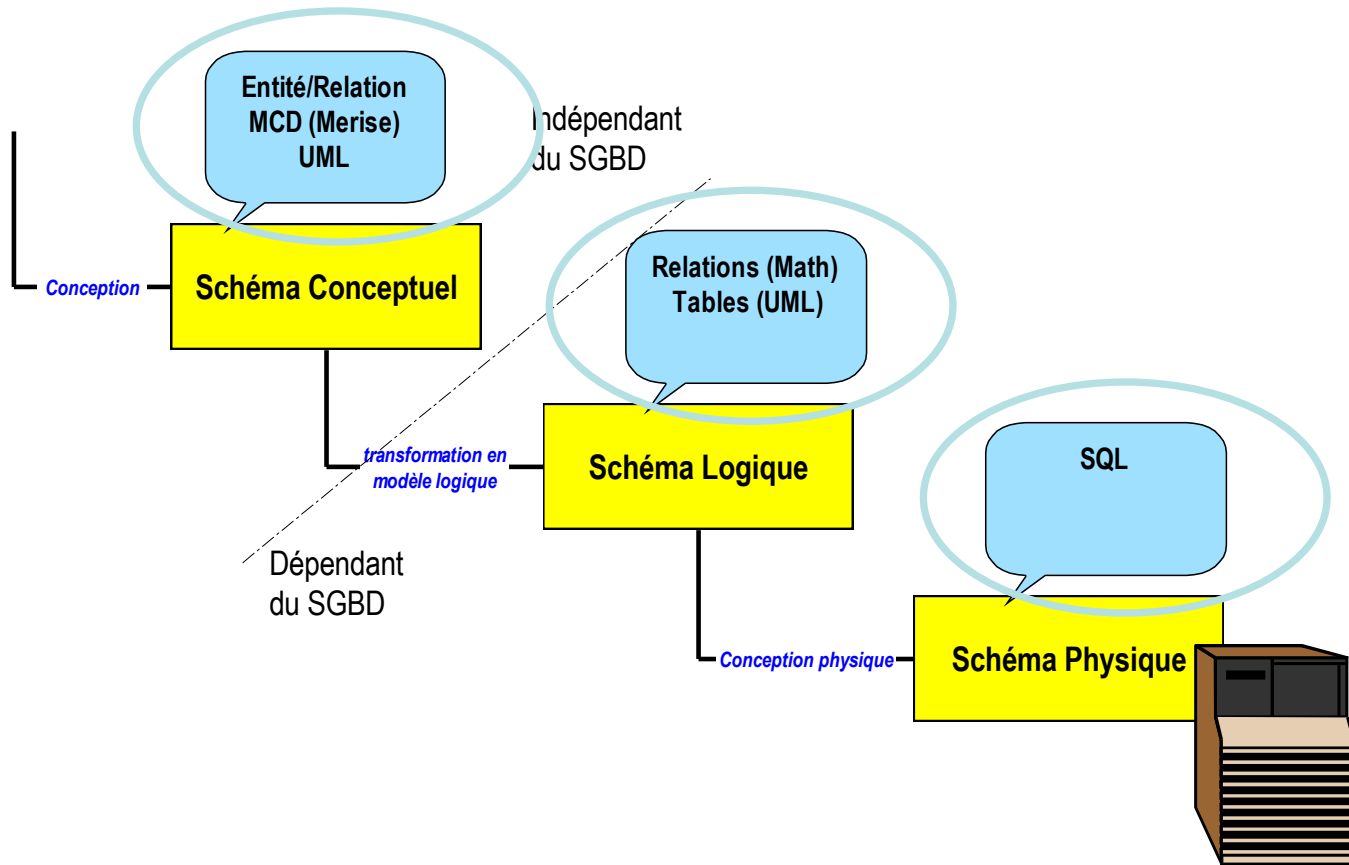 Entité/Relation
MCD (Merise)
UML
Indépendant
du SGBD
Conception
Schéma Conceptuel
Relations (Math)
Tables (UML)
transformation en
modèle logique
Schéma Logique
SQL
Dépendant
du SGBD
Conception physique
Schéma Physique